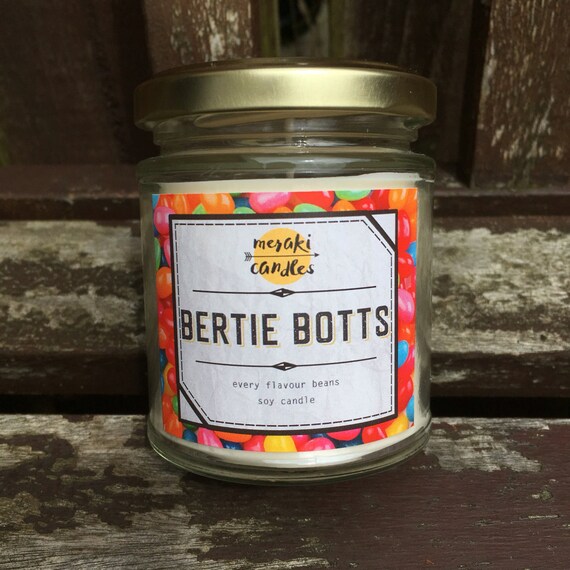 meraki
candles
BERTIE BOTTS
every flavour beans
soy candle